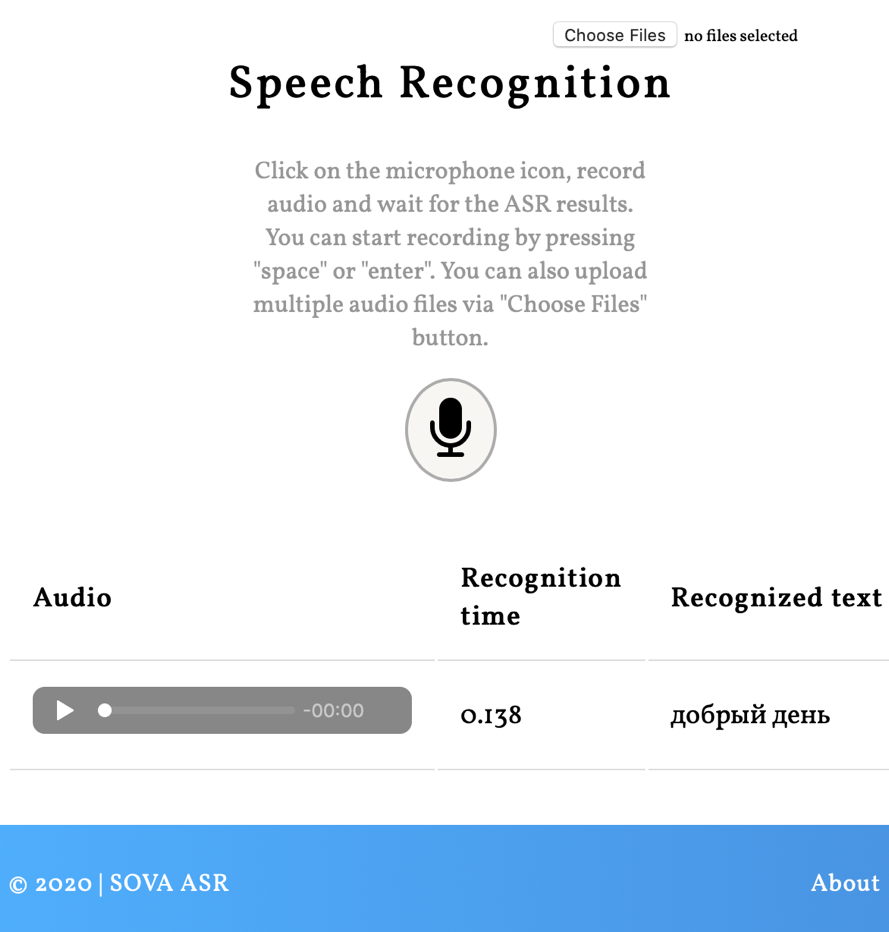 Choose Files no files selected
Speech Recognition
Click on the microphone icon, record
audio and wait for the ASR results.
You can start recording by pressing
"space" or "enter". You can also upload
multiple audio files via "Choose Files"
button.
Audio
Recognition
time
Recognized text
-00:00
0.138
добрый день
© 2020 | SOVA ASR
About